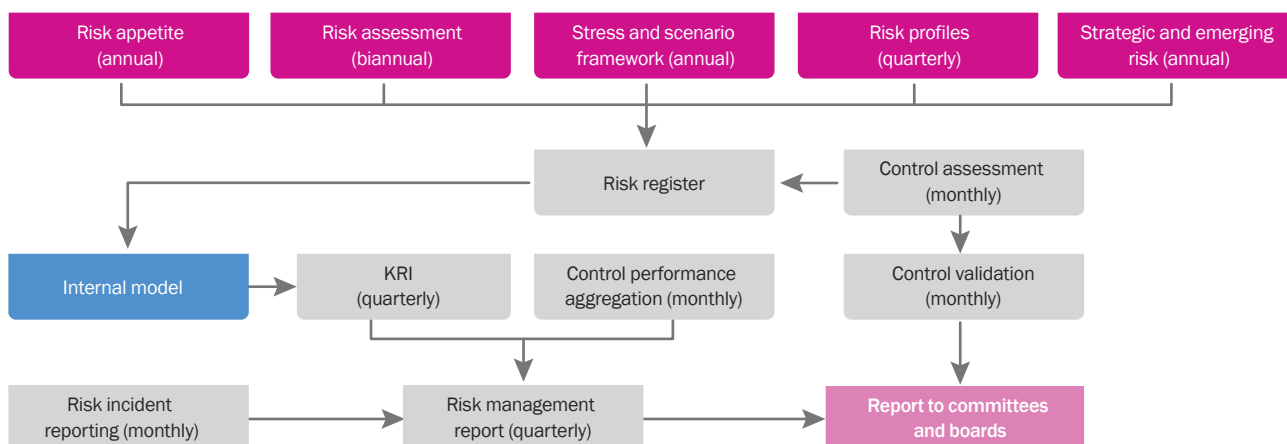 Risk appetite
(annual)
Risk assessment
(biannual)
Stress and scenario
framework (annual)
Risk profiles
(quarterly)
Strategic and emerging
risk (annual)
Risk register
Control assessment
(monthly)
Internal model
KRI
(quarterly)
Control performance
aggregation (monthly)
Control validation
(monthly)
Risk incident
reporting (monthly)
Risk management
report (quarterly)
Report to committees
and boards